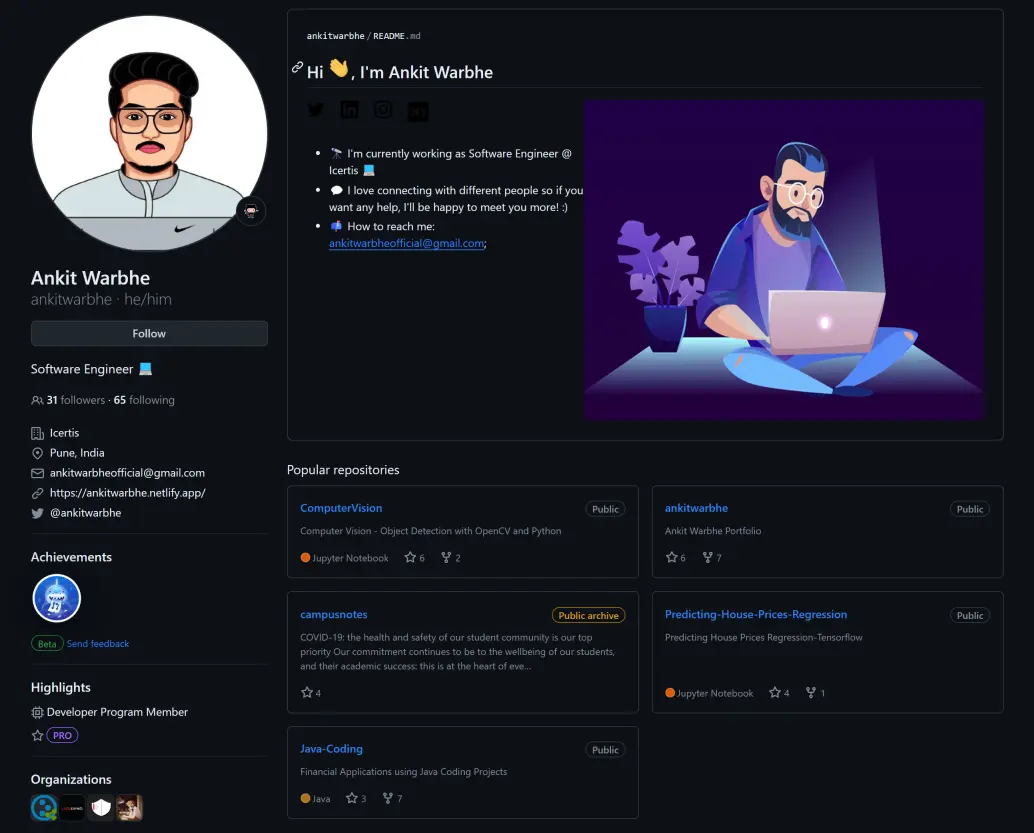 Ankit Warbhe
ankitwarbhe · he/him
Follow
Software Engineer
31 followers · 65 following
Icertis
Pune, India
ankitwarbheofficial@gmail.com
https://ankitwarbhe.netlify.app/
@ankitwarbhe
Achievements
Beta Send feedback
Highlights
Developer Program Member
PRO
Organizations
ankitwarbhe / README.md
Hi 👋, I'm Ankit Warbhe
🔭 I'm currently working as Software Engineer @
Icertis 💻
💬 I love connecting with different people so if you
want any help, I'll be happy to meet you more! :)
📫 How to reach me:
ankitwarbheofficial@gmail.com;
Popular repositories
ComputerVision Public
Computer Vision - Object Detection with OpenCV and Python
Jupyter Notebook 6 2
ankitwarbhe Public
Ankit Warbhe Portfolio
6 7
campusnotes Public archive
COVID-19: the health and safety of our student community is our top
priority Our commitment continues to be to the wellbeing of our students,
and their academic success: this is at the heart of eve...
4
Predicting-House-Prices-Regression Public
Predicting House Prices Regression-Tensorflow
Jupyter Notebook 4 1
Java-Coding Public
Financial Applications using Java Coding Projects
Java 3 7